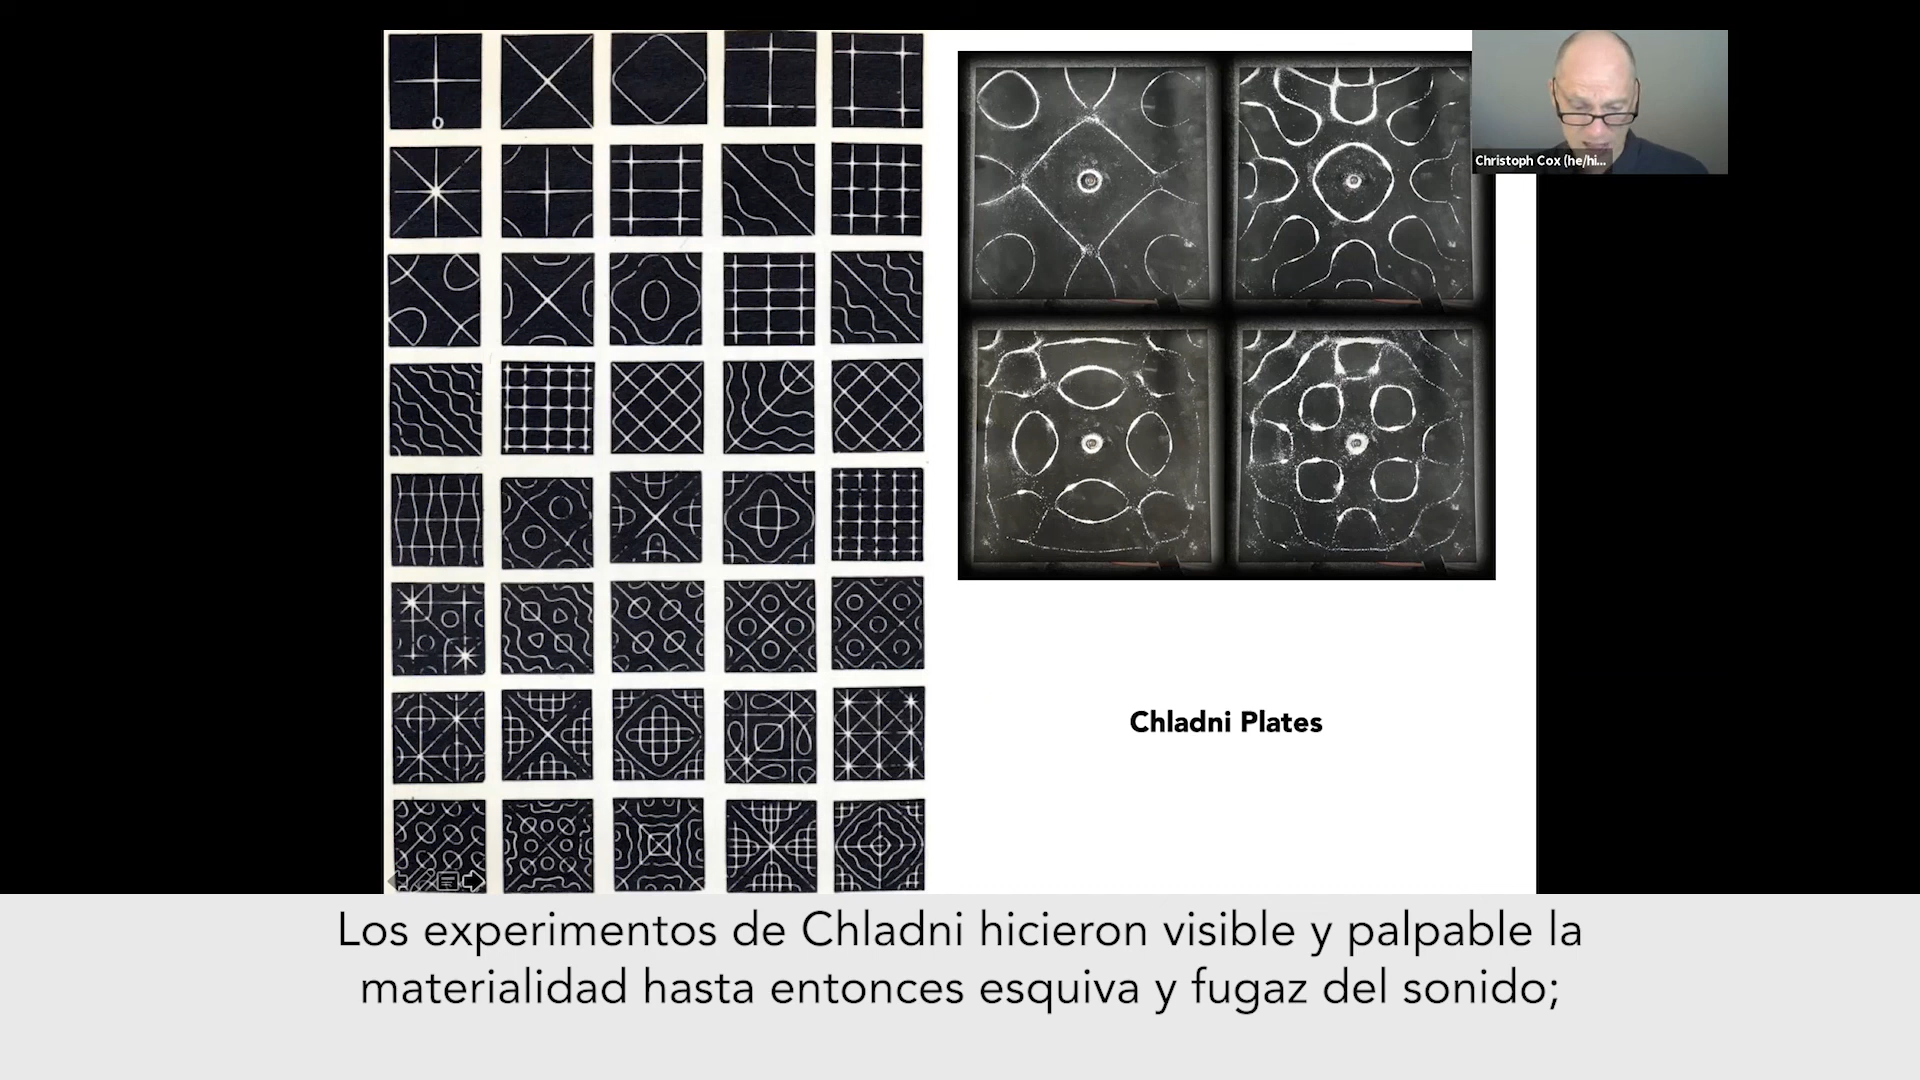 Christoph Cox (he/hi...
Chladni Plates
Los experimentos de Chladni hicieron visible y palpable la
materialidad hasta entonces esquiva y fugaz del sonido;